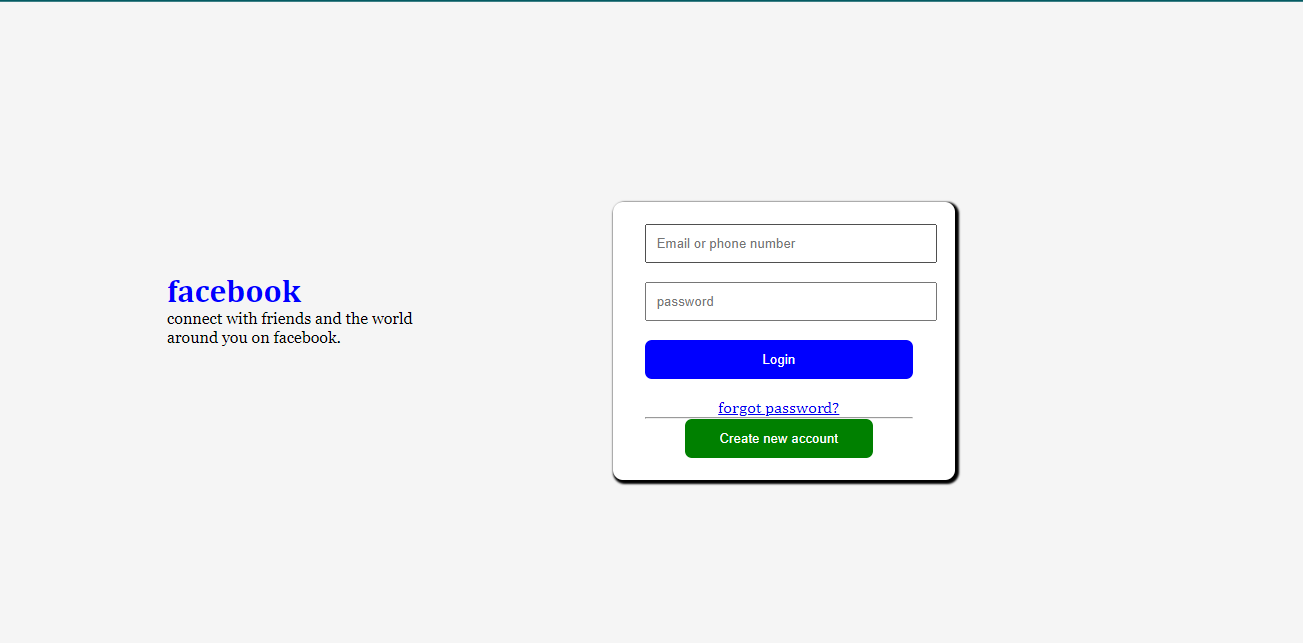 facebook
connect with friends and the world
around you on facebook.
Email or phone number
password
Login
forgot password?
Create new account